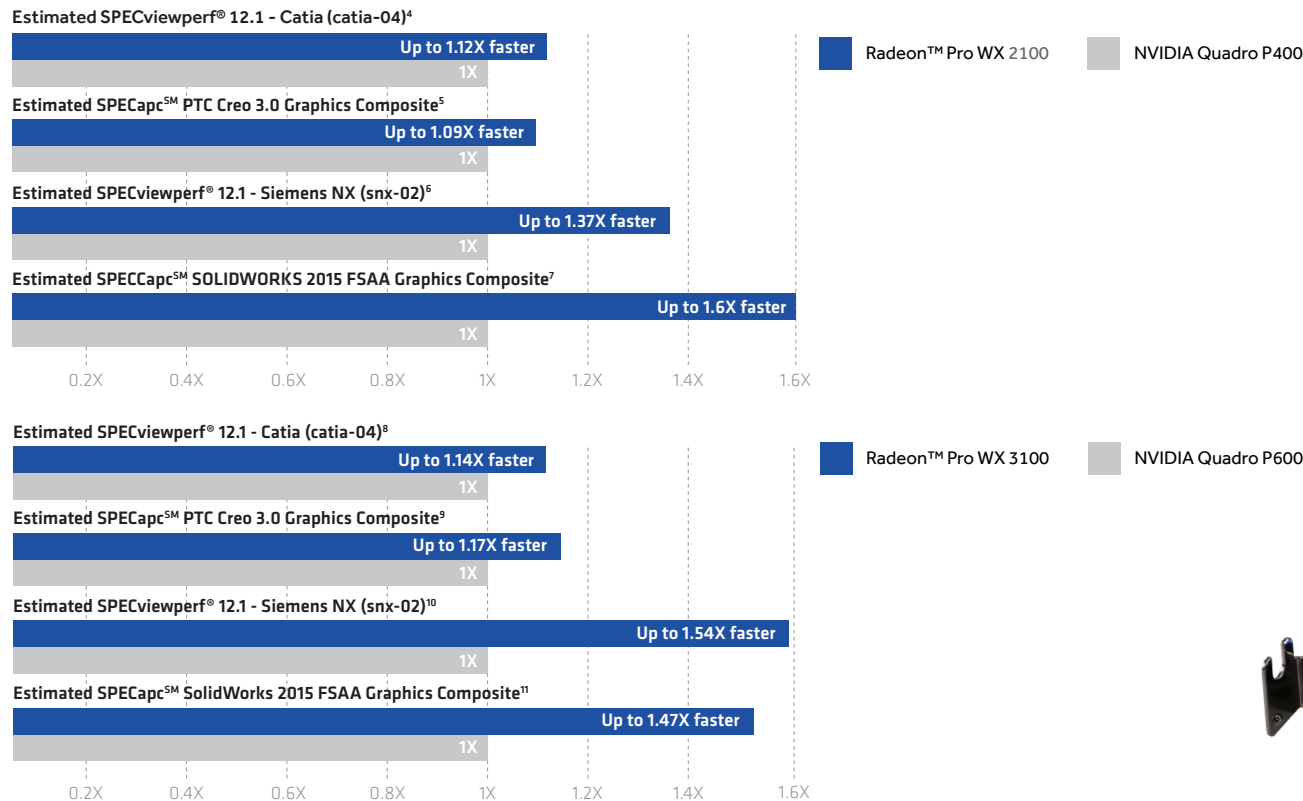 Estimated SPECviewperf® 12.1 - Catia (catia-04)⁴
Up to 1.12X faster
1X
Radeon™ Pro WX 2100
NVIDIA Quadro P400
Estimated SPECapc℠ PTC Creo 3.0 Graphics Composite⁵
Up to 1.09X faster
1X
Estimated SPECviewperf® 12.1 - Siemens NX (snx-02)⁶
Up to 1.37X faster
1X
Estimated SPECCapc℠ SOLIDWORKS 2015 FSAA Graphics Composite⁷
Up to 1.6X faster
1X
0.2X 0.4X 0.6X 0.8X 1X 1.2X 1.4X 1.6X
Estimated SPECviewperf® 12.1 - Catia (catia-04)⁸
Up to 1.14X faster
1X
Radeon™ Pro WX 3100
NVIDIA Quadro P600
Estimated SPECapc℠ PTC Creo 3.0 Graphics Composite⁹
Up to 1.17X faster
1X
Estimated SPECviewperf® 12.1 - Siemens NX (snx-02)¹⁰
Up to 1.54X faster
1X
Estimated SPECapc℠ SolidWorks 2015 FSAA Graphics Composite¹¹
Up to 1.47X faster
1X
0.2X 0.4X 0.6X 0.8X 1X 1.2X 1.4X 1.6X